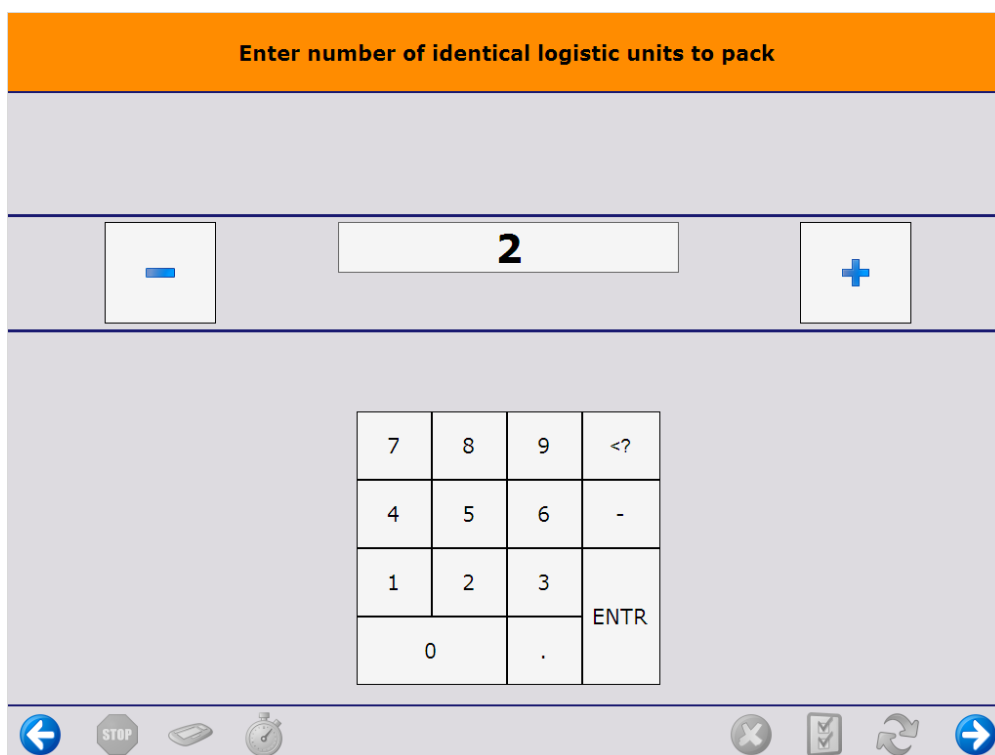 Enter number of identical logistic units to pack
2
7 8 9 <?
4 5 6 -
1 2 3
ENTR
0 .
STOP